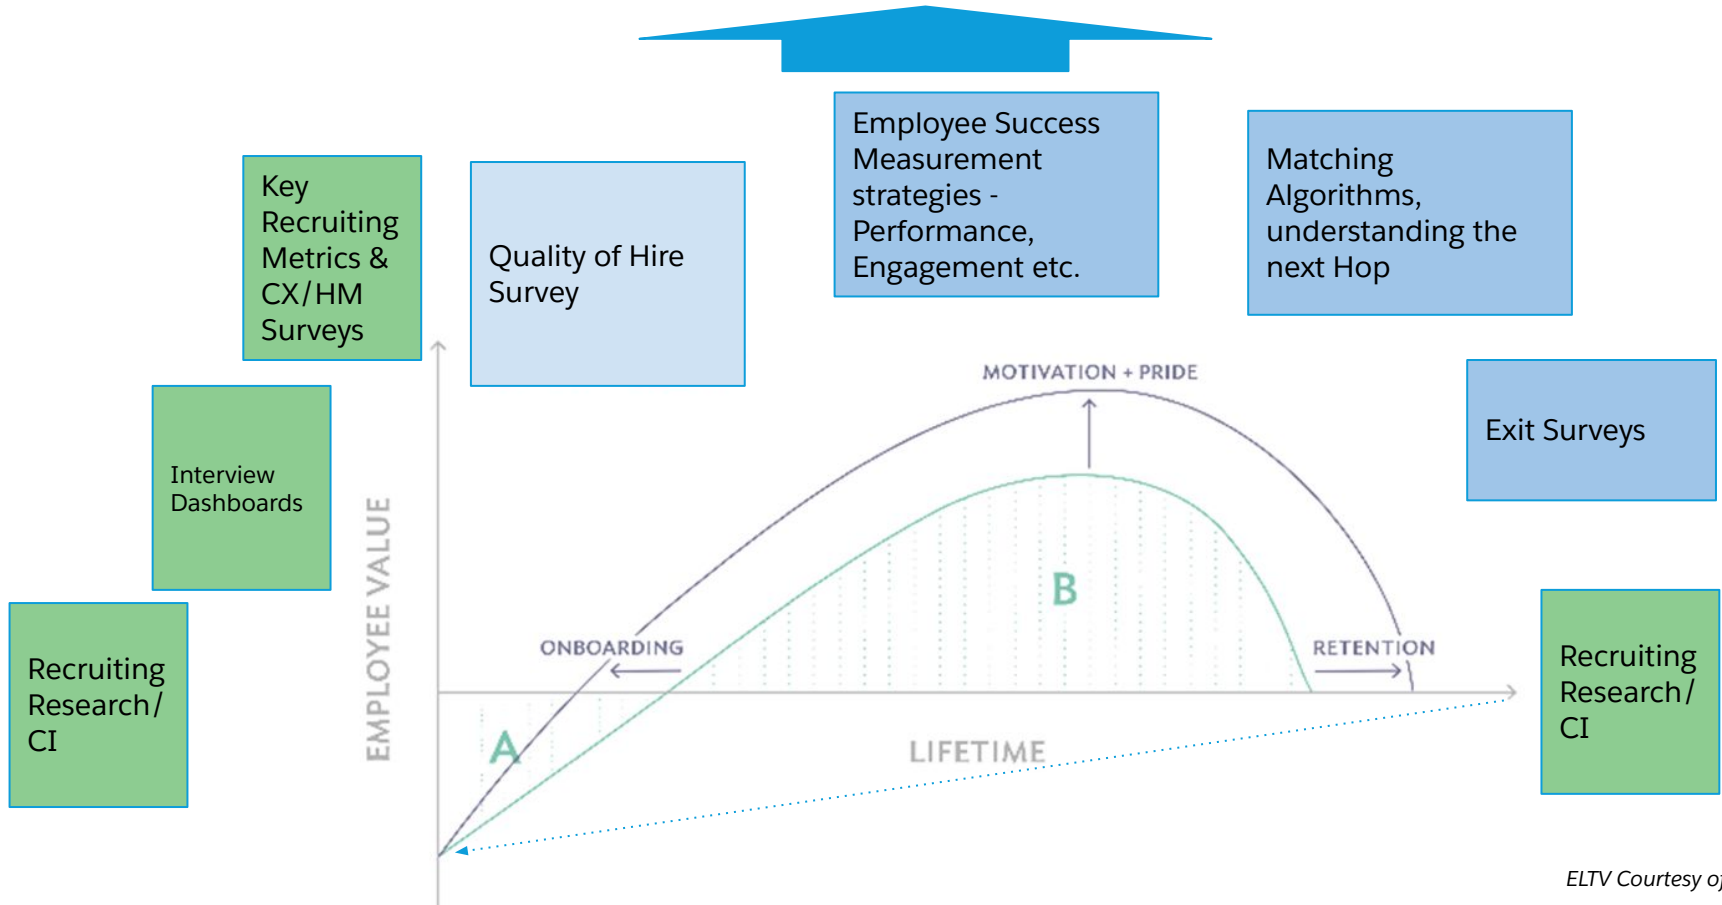 Key
Recruiting
Metrics &
CX/HM
Surveys
Quality of Hire
Survey
Employee Success
Measurement
strategies -
Performance,
Engagement etc.
Matching
Algorithms,
understanding the
next Hop
Interview
Dashboards
Exit Surveys
Recruiting
Research/
CI
EMPLOYEE VALUE
MOTIVATION + PRIDE
ONBOARDING
B
RETENTION
A
LIFETIME
Recruiting
Research/
CI
ELTV Courtesy of